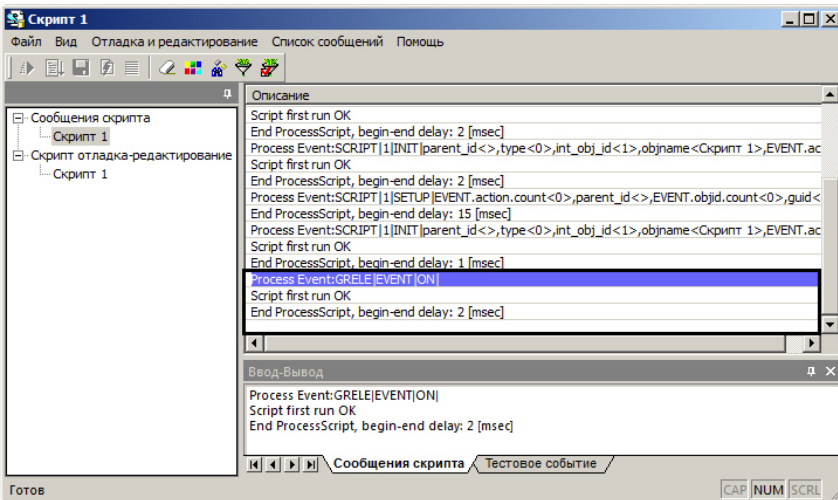 Скрипт 1
Файл Вид Отладка и редактирование Список сообщений Помощь
Сообщения скрипта
Скрипт 1
Скрипт отладка-редактирование
Скрипт 1
Описание
Script first run OK
End ProcessScript, begin-end delay: 2 [msec]
Process Event:SCRIPT|1|INIT|parent_id<>,type<0>,int_obj_id<1>,objname<Скрипт 1>,EVENT.ac
Script first run OK
End ProcessScript, begin-end delay: 2 [msec]
Process Event:SCRIPT|1|SETUP|EVENT.action.count<0>,parent_id<>,EVENT.objid.count<0>,guid<
End ProcessScript, begin-end delay: 15 [msec]
Process Event:SCRIPT|1|INIT|parent_id<>,type<0>,int_obj_id<1>,objname<Скрипт 1>,EVENT.ac
Script first run OK
End ProcessScript, begin-end delay: 1 [msec]
Process Event:GRELE|EVENT|ON|
Script first run OK
End ProcessScript, begin-end delay: 2 [msec]
Ввод-Вывод
Process Event:GRELE|EVENT|ON|
Script first run OK
End ProcessScript, begin-end delay: 2 [msec]
Сообщения скрипта Тестовое событие
Готов
CAP NUM SCRL